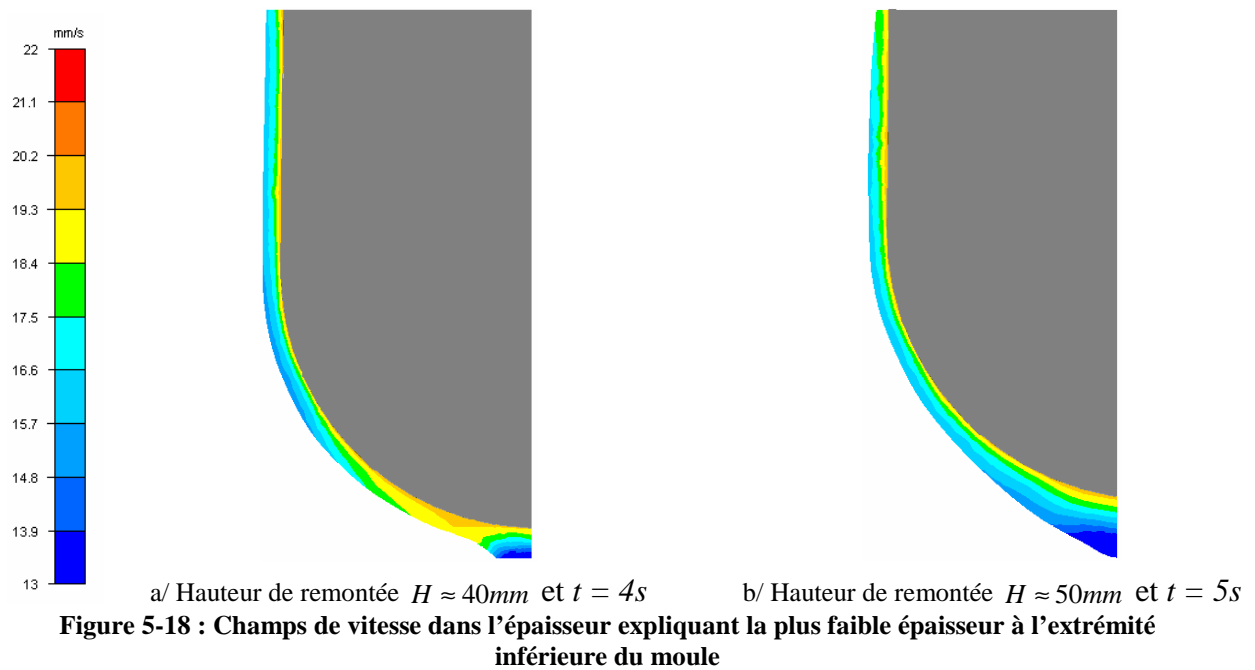 mm/s
22
21.1
20.2
19.3
18.4
17.5
16.6
15.7
14.8
13.9
13
a/ Hauteur de remontée H ≈ 40mm et t = 4s
b/ Hauteur de remontée H ≈ 50mm et t = 5s
Figure 5-18 : Champs de vitesse dans l’épaisseur expliquant la plus faible épaisseur à l’extrémité
inférieure du moule